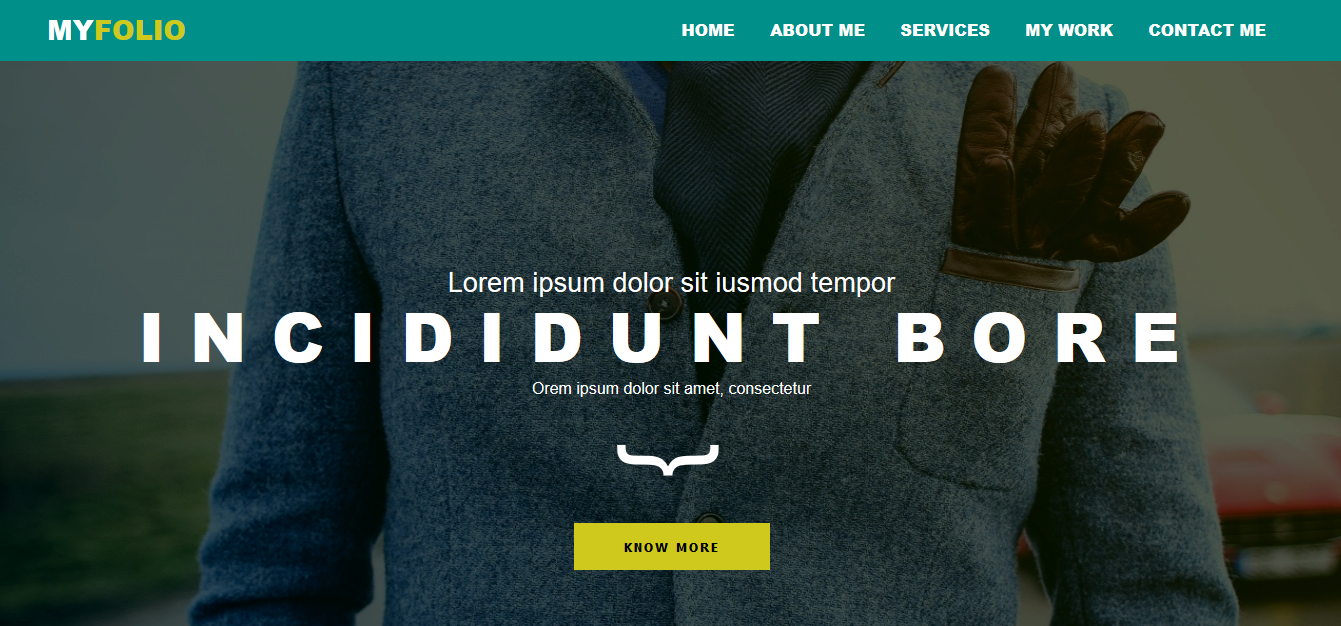 MYFOLIO
HOME ABOUT ME SERVICES MY WORK CONTACT ME
Lorem ipsum dolor sit iusmod tempor
INCIDIDUNT BORE
Orem ipsum dolor sit amet, consectetur
}
KNOW MORE